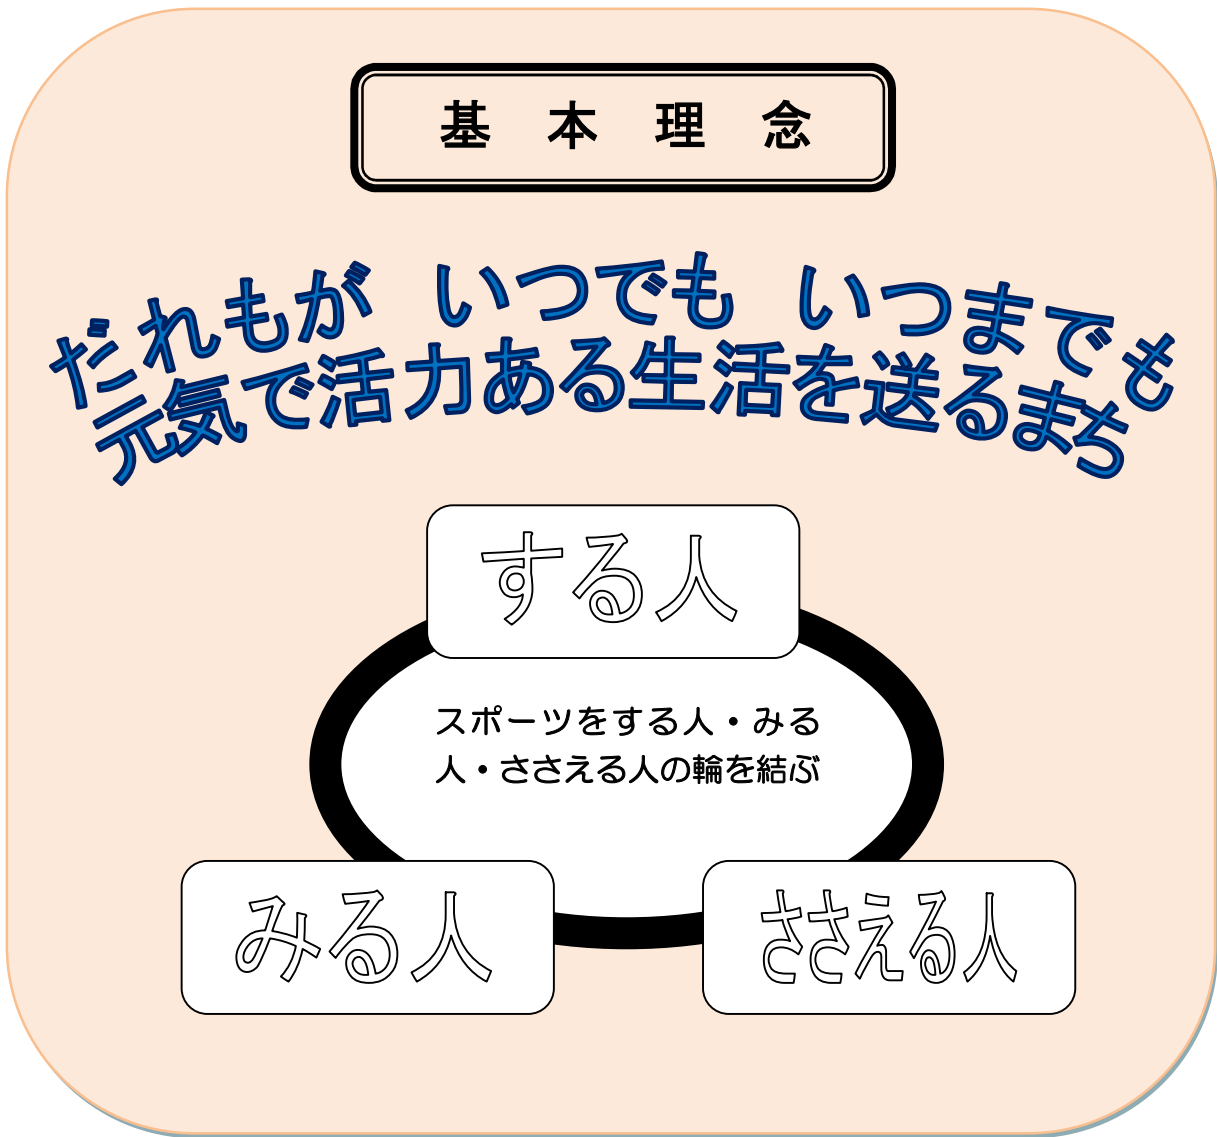 基　本　理　念
だれもが　いつでも　いつまでも
元気で活力ある生活を送るまち
する人
スポーツをする人・みる
人・ささえる人の輪を結ぶ
みる人
ささえる人